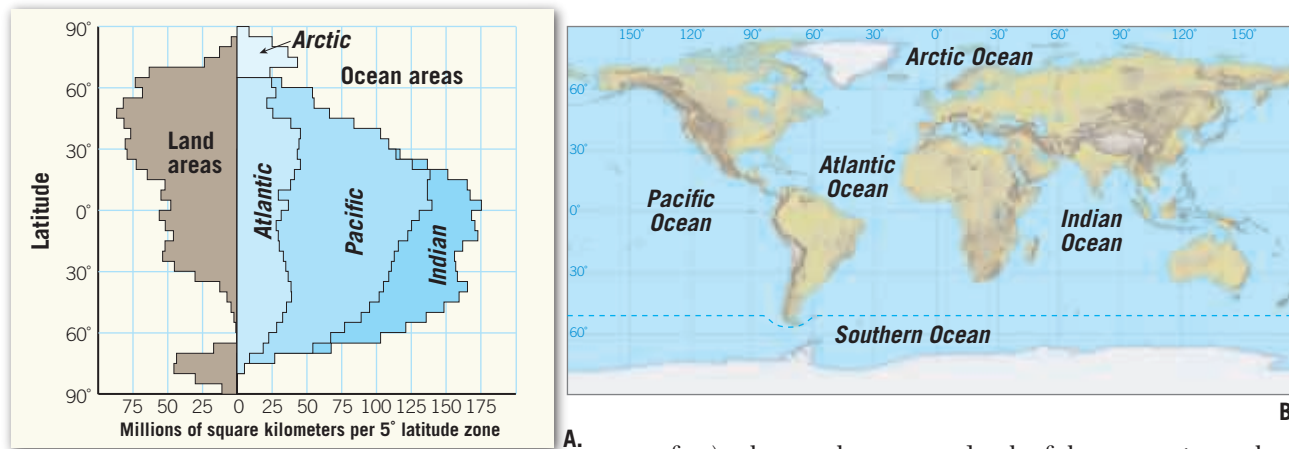 90°
60°
30°
0°
30°
60°
90°
Latitude
Arctic
Ocean areas
Land
areas
Atlantic
Pacific
Indian
75 50 25 0 25 50 75 100 125 150 175
Millions of square kilometers per 5° latitude zone
A.
150° 120° 90° 60° 30° 0° 30° 60° 90° 120° 150°
60°
30°
0°
30°
60°
Arctic Ocean
Atlantic
Ocean
Pacific
Ocean
Indian
Ocean
Southern Ocean
B